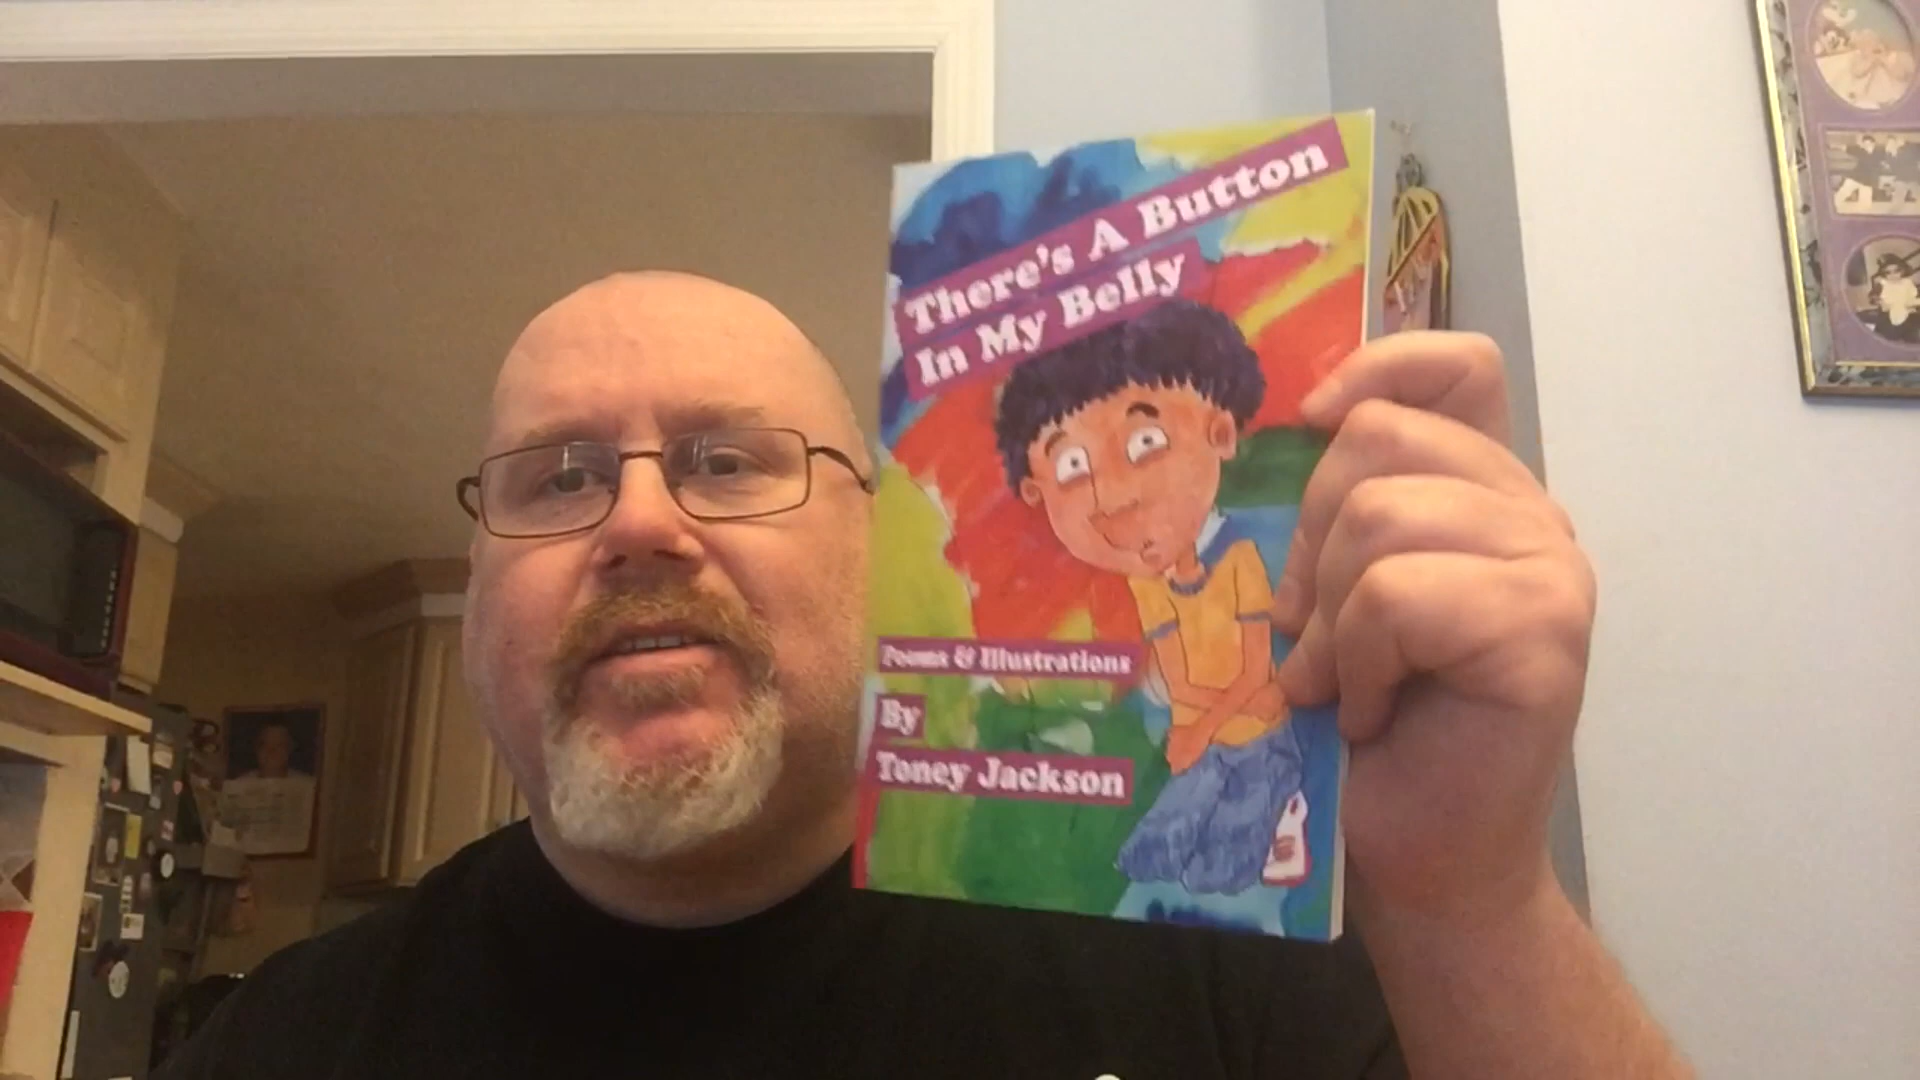 There's A Button
In My Belly
Poems & Illustrations
By
Toney Jackson